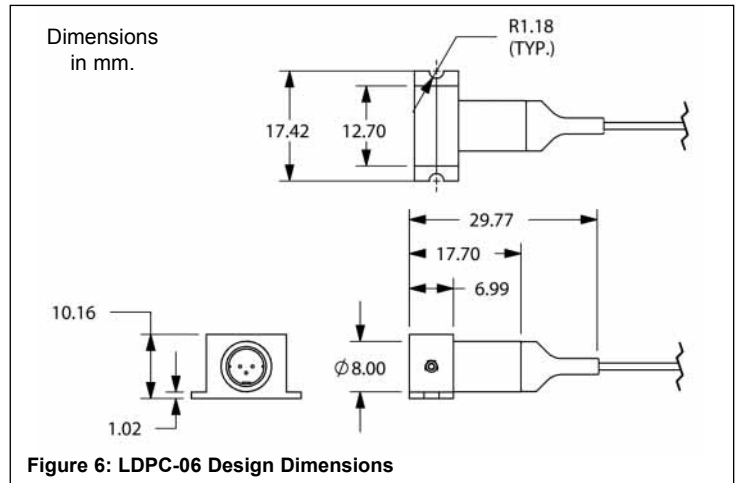 Dimensions
in mm.
R1.18
(TYP.)
17.42
12.70
29.77
17.70
6.99
10.16
Ø8.00
1.02
Figure 6: LDPC-06 Design Dimensions